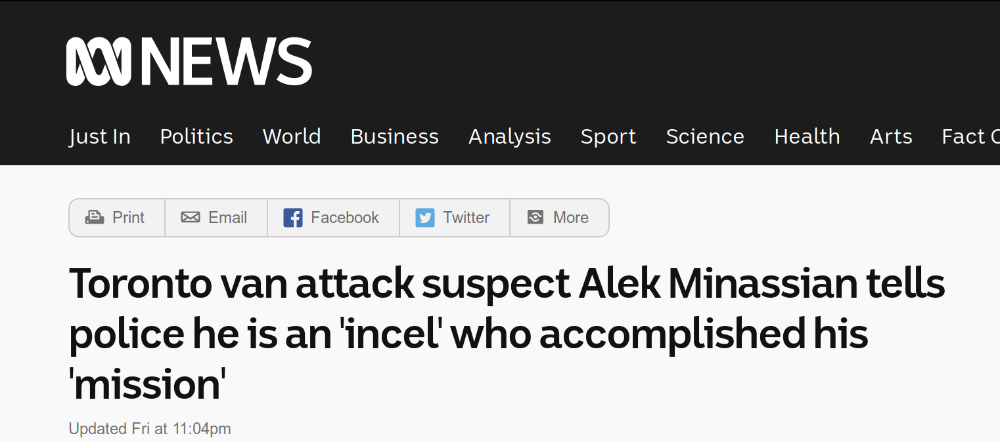 NEWS
Just In Politics World Business Analysis Sport Science Health Arts Fact
Print Email Facebook Twitter More
Toronto van attack suspect Alek Minassian tells
police he is an 'incel' who accomplished his
'mission'
Updated Fri at 11:04pm